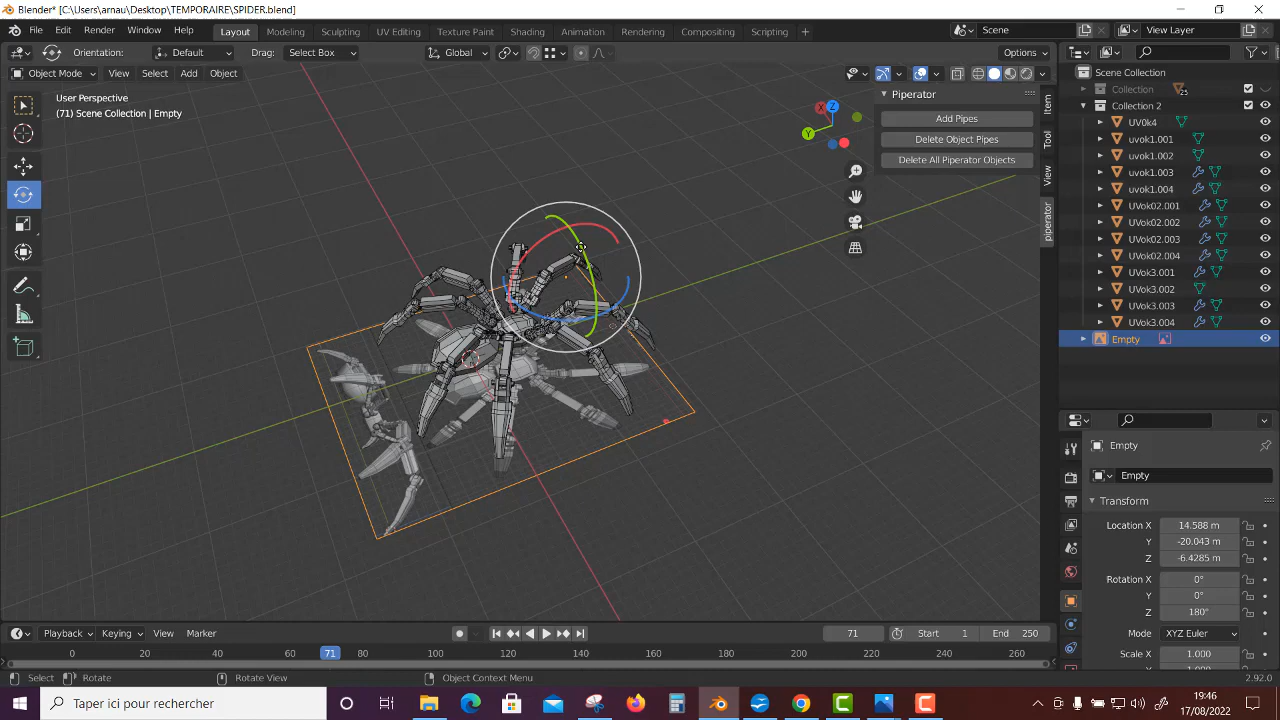 Blender* [C:\Users\arnau\Desktop\TEMPORAIRE\SPIDER.blend]
File Edit Render Window Help Layout Modeling Sculpting UV Editing Texture Paint Shading Animation Rendering Compositing Scripting + Scene View Layer
Orientation: Default Drag: Select Box Global Options
Object Mode View Select Add Object
User Perspective
(71) Scene Collection | Empty
X Z Y
Piperator
Add Pipes
Delete Object Pipes
Delete All Piperator Objects
Item
Tool
View
piperator
Scene Collection
Collection 25
Collection 2
UV0k4
uvok1.001
uvok1.002
uvok1.003
uvok1.004
UVok02.001
UVok02.002
UVok02.003
UVok02.004
UVok3.001
UVok3.002
UVok3.003
UVok3.004
Empty
Empty
Empty
Transform
Location X 14.588 m
Y -20.043 m
Z -6.4285 m
Rotation X 0°
Y 0°
Z 180°
Mode XYZ Euler
Scale X 1.000
Playback Keying View Marker 71 Start 1 End 250
0 20 40 60 71 80 100 120 140 160 180 200 220 240 260
Select Rotate Rotate View Object Context Menu 2.92.0
Taper ici pour rechercher
19:46
17/08/2022